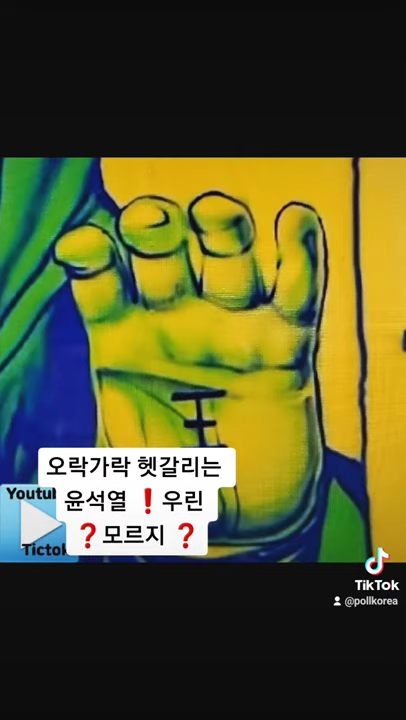 王
오락가락 헷갈리는
윤석열 ❗우린
❓모르지 ❓
Youtu
Tictok
TikTok
@pollkorea